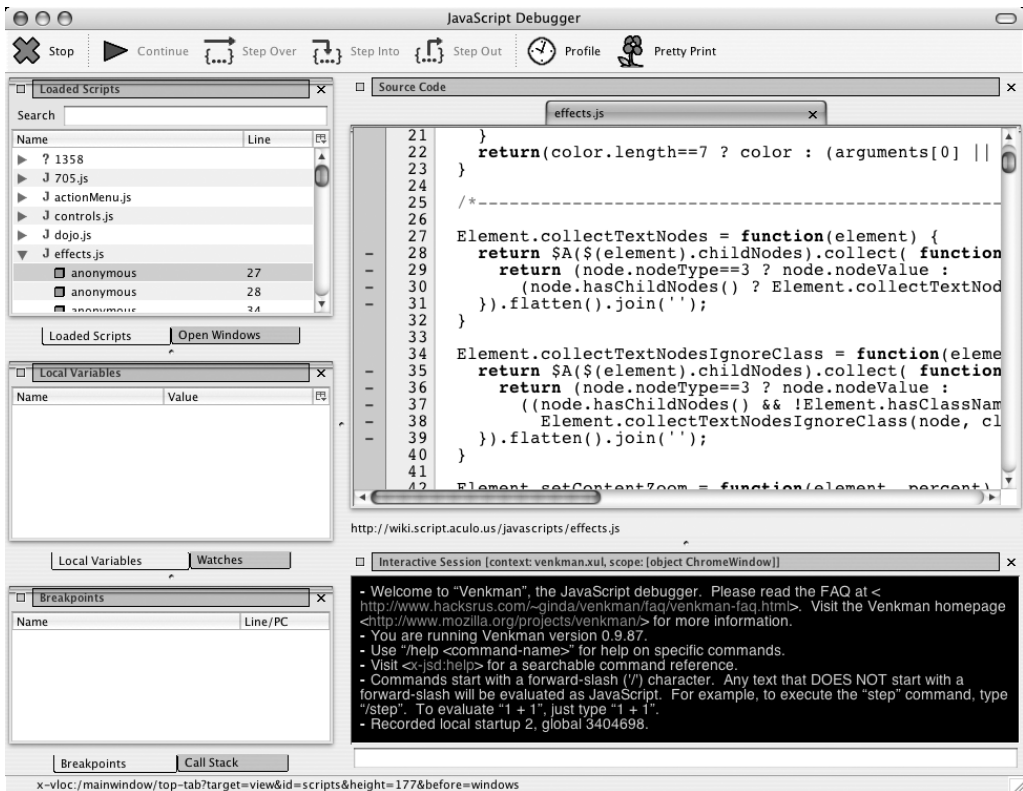 JavaScript Debugger
Stop Continue Step Over Step Into Step Out Profile Pretty Print
Loaded Scripts
Search
Name Line
? 1358
J 705.js
J actionMenu.js
J controls.js
J dojo.js
J effects.js
anonymous 27
anonymous 28
anonymous 34
Loaded Scripts Open Windows
Local Variables
Name Value
Local Variables Watches
Breakpoints
Name Line/PC
Breakpoints Call Stack
Source Code
effects.js
21 }
22 return(color.length==7 ? color : (arguments[0] ||
23 }
24
25 /*-------------------------------------------------
26
27 Element.collectTextNodes = function(element) {
28 return $A($(element).childNodes).collect( function
29 return (node.nodeType==3 ? node.nodeValue :
30 (node.hasChildNodes() ? Element.collectTextNod
31 }).flatten().join('');
32 }
33
34 Element.collectTextNodesIgnoreClass = function(eleme
35 return $A($(element).childNodes).collect( function
36 return (node.nodeType==3 ? node.nodeValue :
37 ((node.hasChildNodes() && !Element.hasClassNam
38 Element.collectTextNodesIgnoreClass(node, cl
39 }).flatten().join('');
40 }
41
42 Element.setContentZoom = function(element, percent)
http://wiki.script.aculo.us/javascripts/effects.js
Interactive Session [context: venkman.xul, scope: [object ChromeWindow]]
- Welcome to “Venkman”, the JavaScript debugger. Please read the FAQ at <
http://www.hacksrus.com/~ginda/venkman/faq/venkman-faq.html>. Visit the Venkman homepage
<http://www.mozilla.org/projects/venkman/> for more information.
- You are running Venkman version 0.9.87.
- Use “/help <command-name>” for help on specific commands.
- Visit <x-jsd:help> for a searchable command reference.
- Commands start with a forward-slash ('/') character. Any text that DOES NOT start with a
forward-slash will be evaluated as JavaScript. For example, to execute the “step” command, type
“/step”. To evaluate “1 + 1”, just type “1 + 1”.
- Recorded local startup 2, global 3404698.
x-vloc:/mainwindow/top-tab?target=view&id=scripts&height=177&before=windows